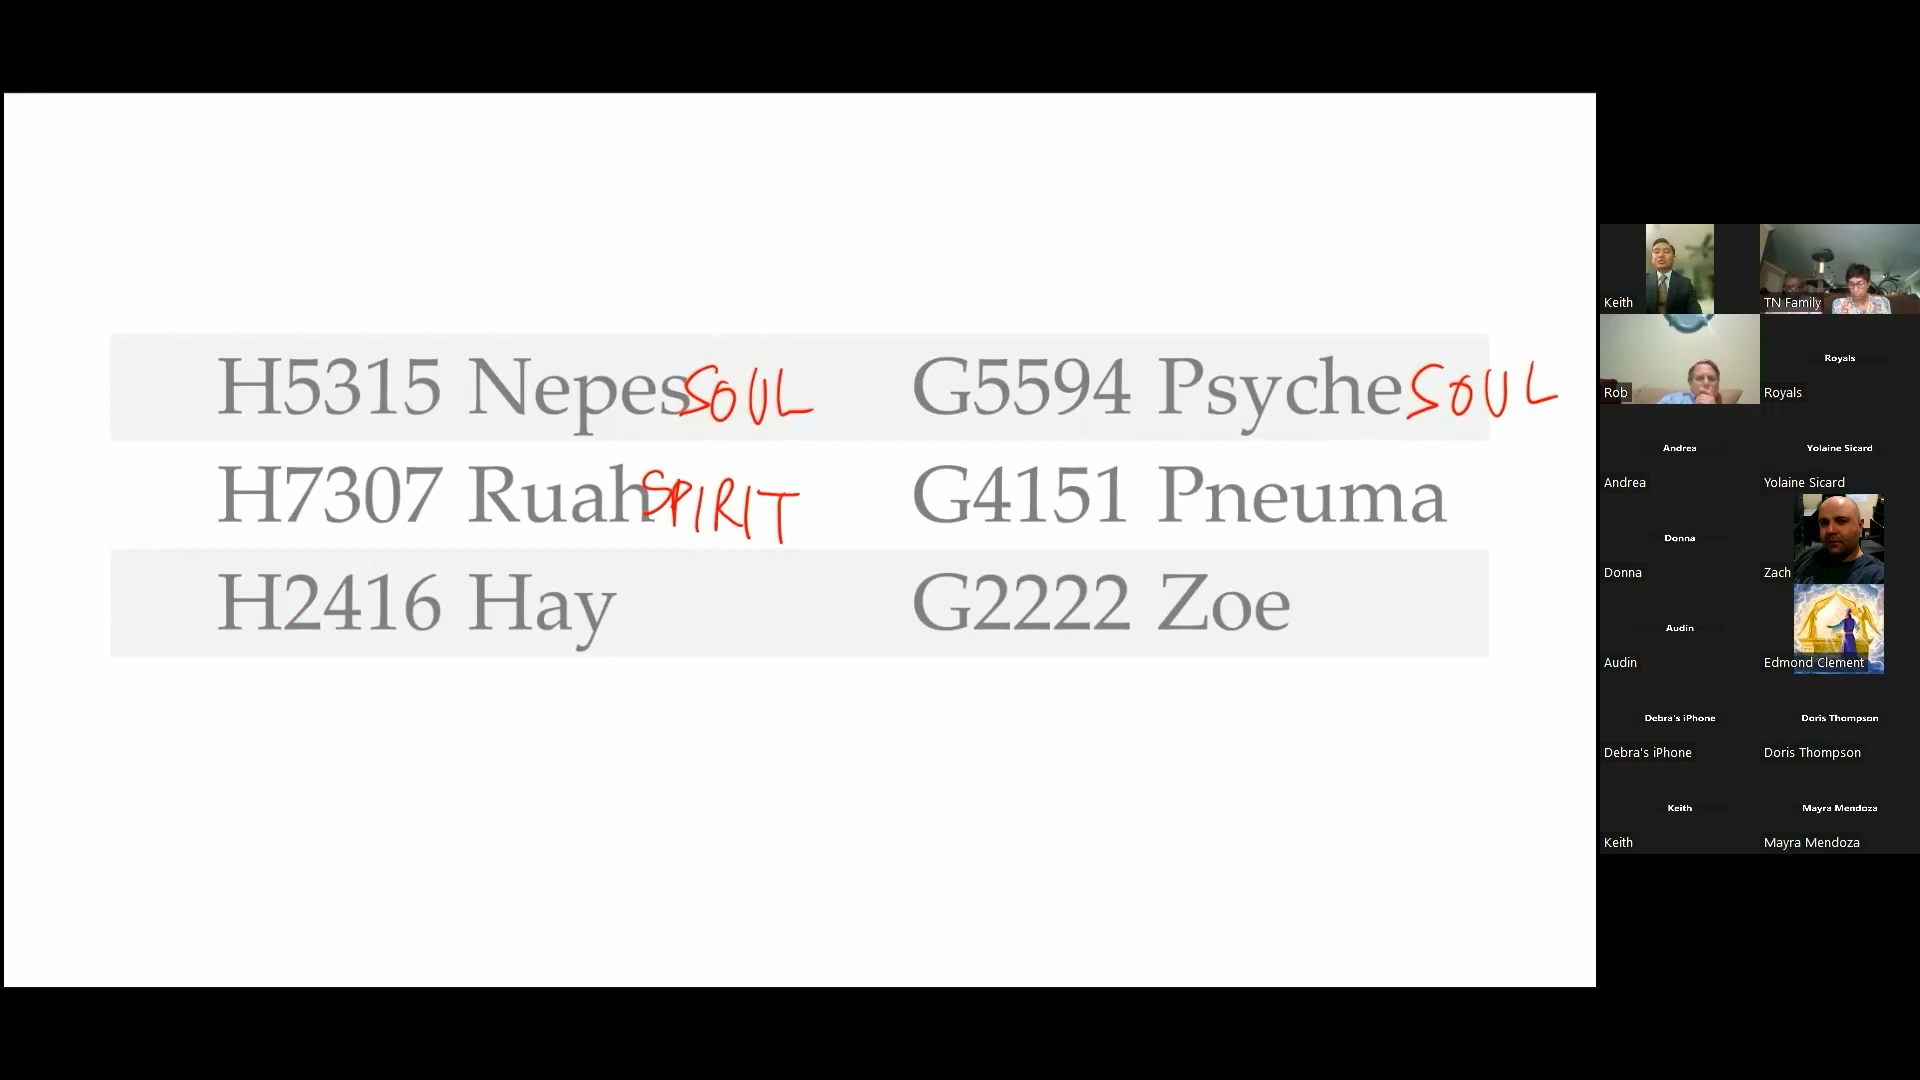 H5315 Nepes SOUL G5594 Psyche SOUL
H7307 Ruah SPIRIT G4151 Pneuma
H2416 Hay G2222 Zoe
Keith TN Family
Royals
Rob Royals
Andrea Yolaine Sicard
Andrea Yolaine Sicard
Donna
Donna Zach
Audin
Audin Edmond Clement
Debra's iPhone Doris Thompson
Debra's iPhone Doris Thompson
Keith Mayra Mendoza
Keith Mayra Mendoza